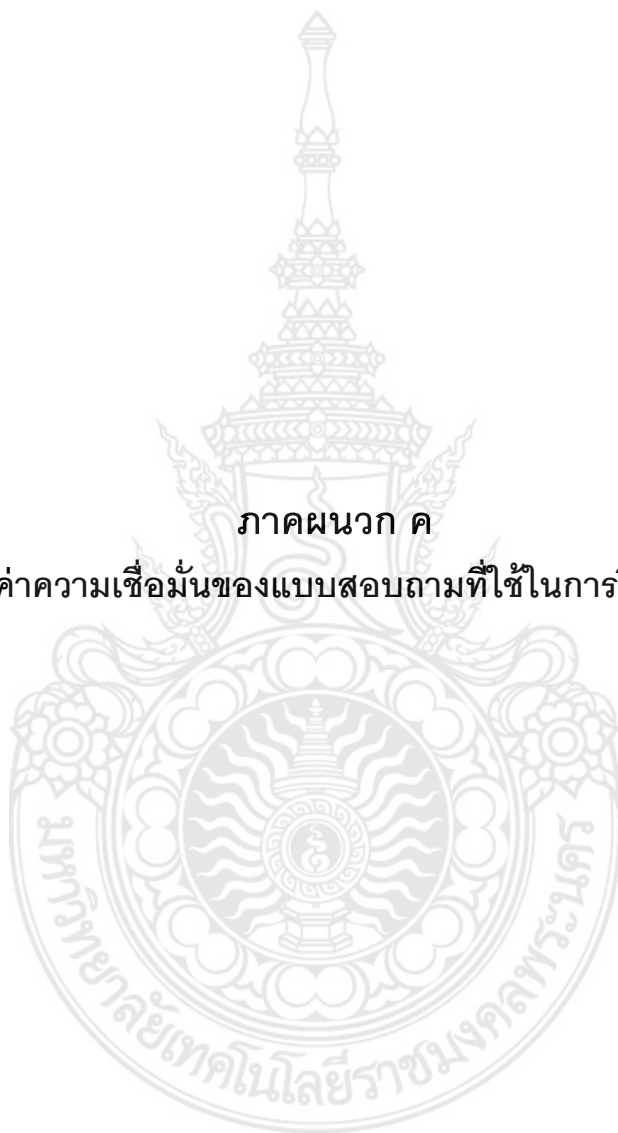 ภาคผนวก ค
ค่าความเชื่อมั่นของแบบสอบถามที่ใช้ในการ
มหาวิทยาลัยเทคโนโลยีราชมงคลพระนคร